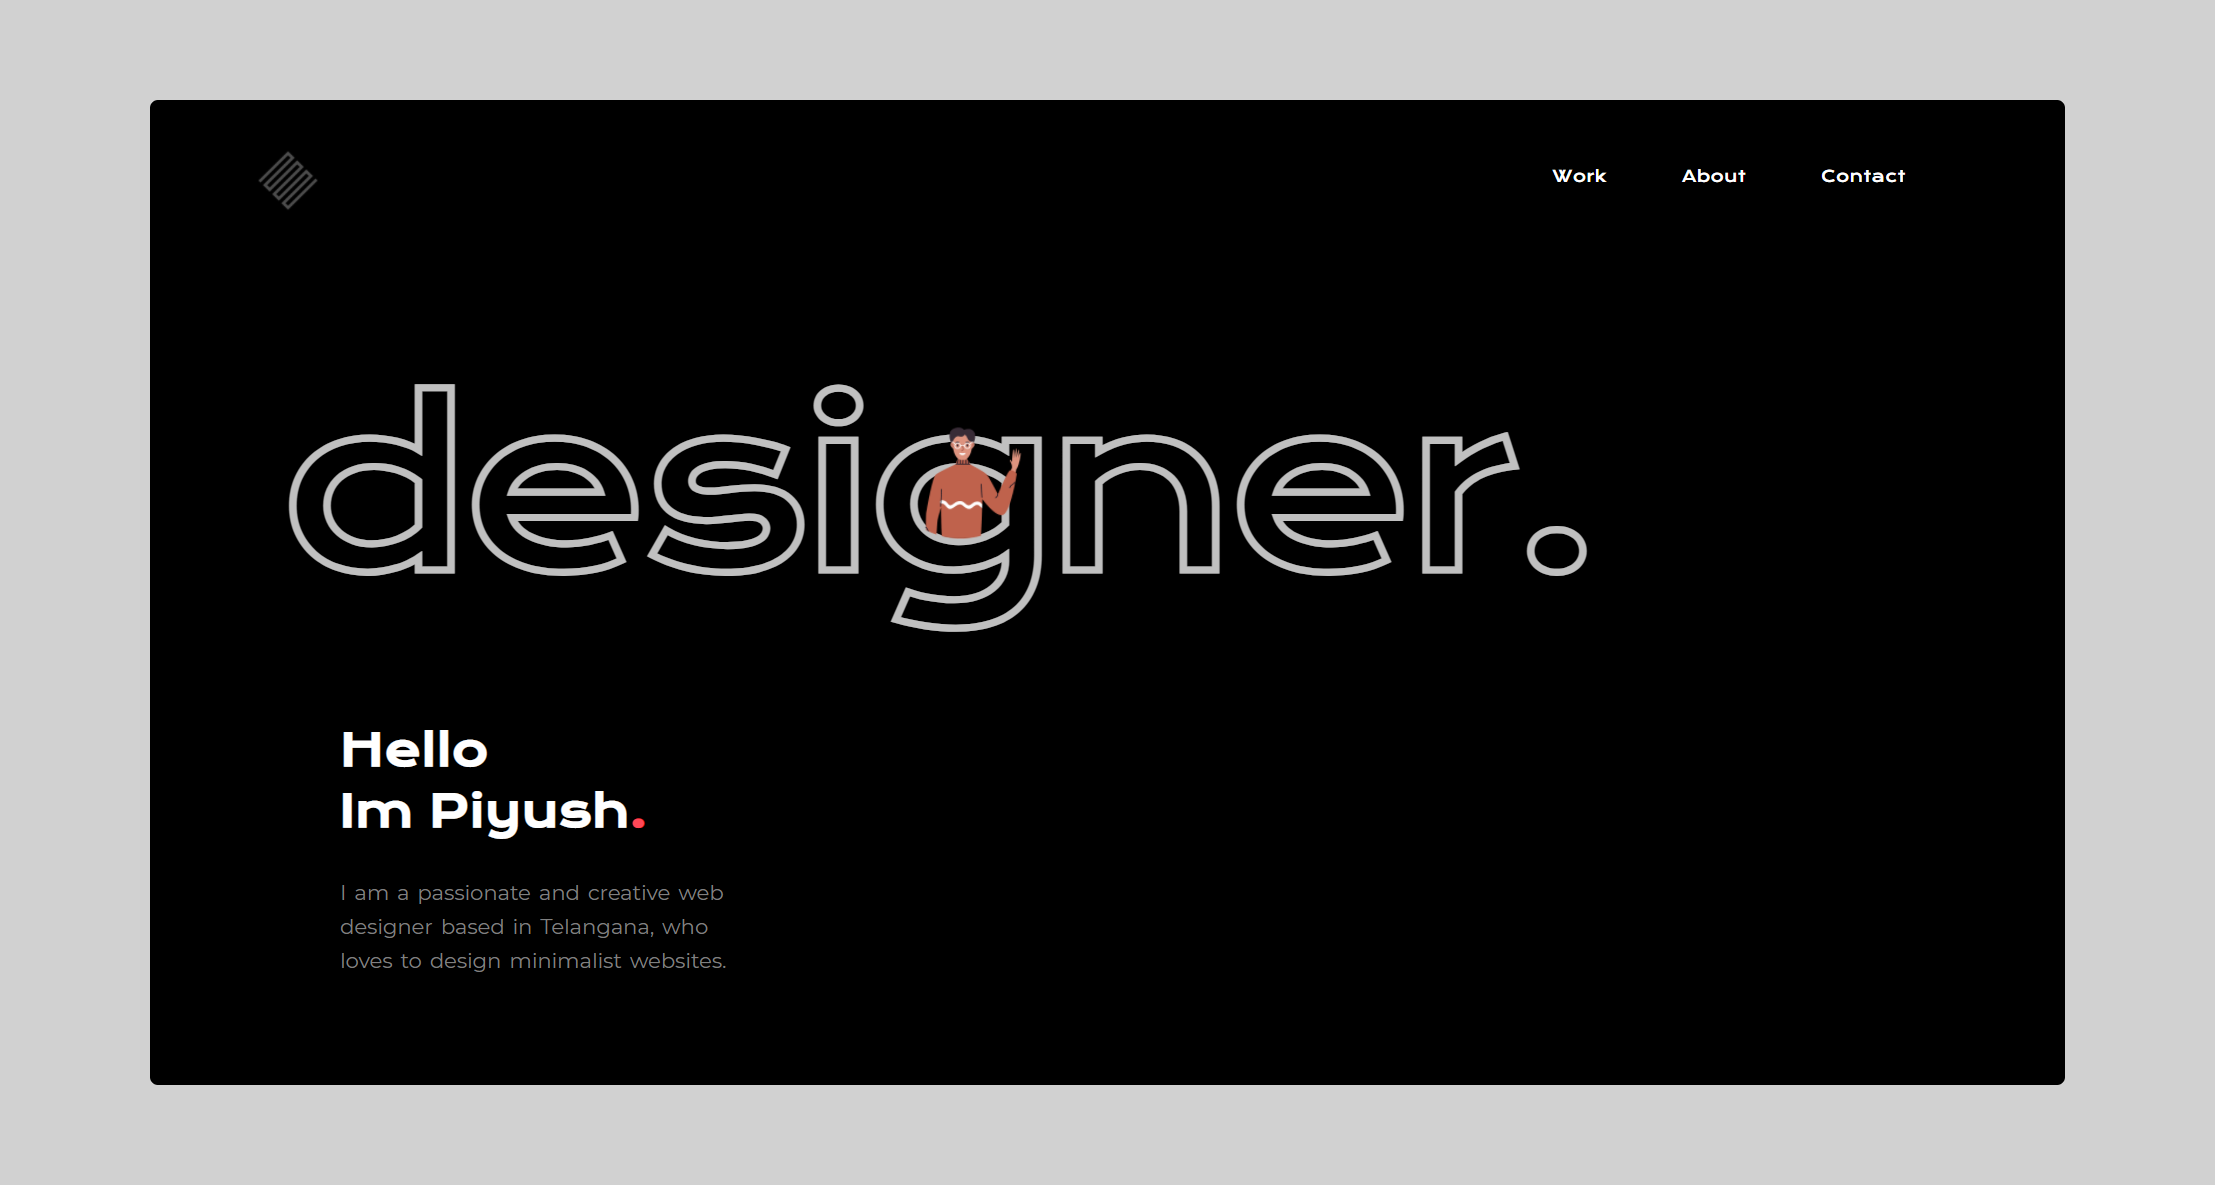 Work About Contact
designer.
Hello
Im Piyush.
I am a passionate and creative web
designer based in Telangana, who
loves to design minimalist websites.